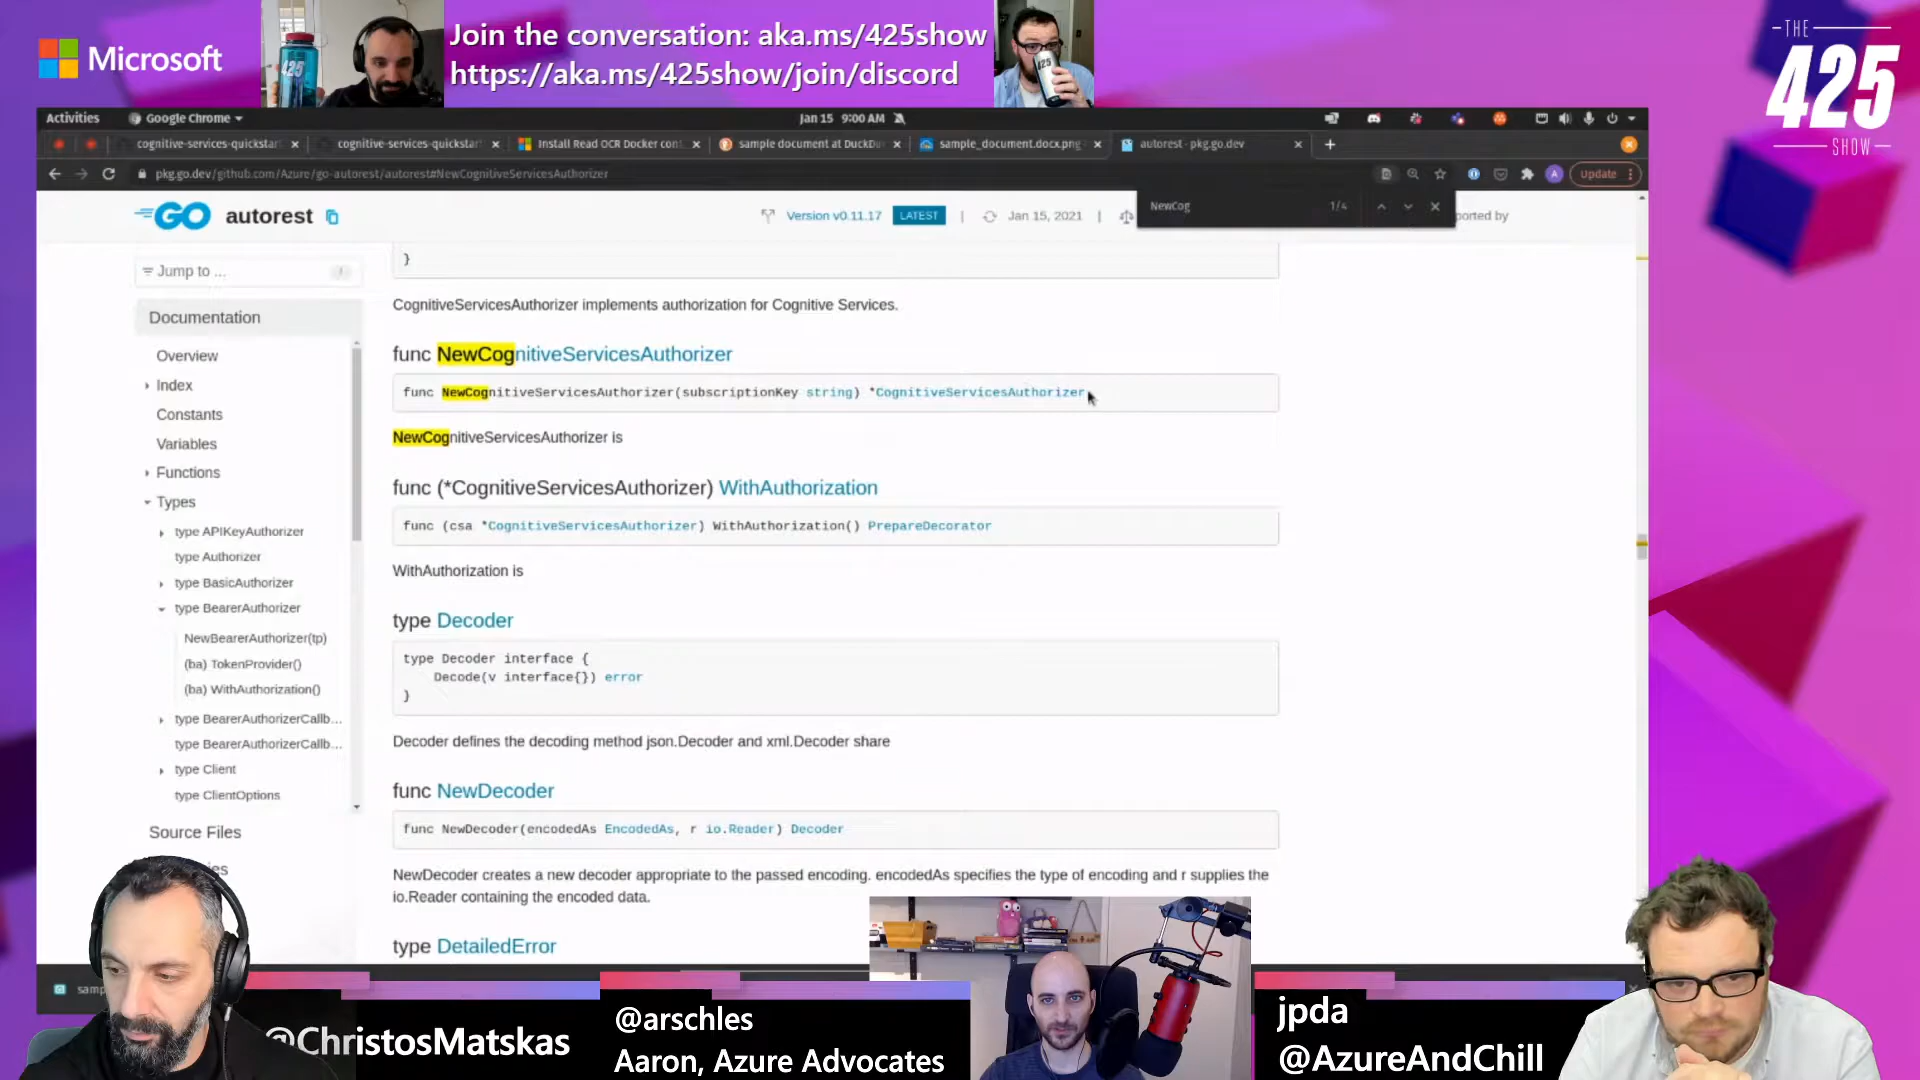 Microsoft
425
Join the conversation: aka.ms/425show
https://aka.ms/425show/join/discord
425
THE
425
SHOW
Activities
Google Chrome
Jan 15 9:00 AM
cognitive-services-quickstar
cognitive-services-quickstart
Install Read OCR Docker con
sample document at DuckDu
sample_document.docx.png
autorest · pkg.go.dev
pkg.go.dev/github.com/Azure/go-autorest/autorest#NewCognitiveServicesAuthorizer
A
Update
NewCog
1/4
GO
autorest
Version v0.11.17
LATEST
Jan 15, 2021
ported by
Jump to ...
/
Documentation
Overview
Index
Constants
Variables
Functions
Types
type APIKeyAuthorizer
type Authorizer
type BasicAuthorizer
type BearerAuthorizer
NewBearerAuthorizer(tp)
(ba) TokenProvider()
(ba) WithAuthorization()
type BearerAuthorizerCallb...
type BearerAuthorizerCallb...
type Client
type ClientOptions
Source Files
}
CognitiveServicesAuthorizer implements authorization for Cognitive Services.
func NewCognitiveServicesAuthorizer
func NewCognitiveServicesAuthorizer(subscriptionKey string) *CognitiveServicesAuthorizer
NewCognitiveServicesAuthorizer is
func (*CognitiveServicesAuthorizer) WithAuthorization
func (csa *CognitiveServicesAuthorizer) WithAuthorization() PrepareDecorator
WithAuthorization is
type Decoder
type Decoder interface {
Decode(v interface{}) error
}
Decoder defines the decoding method json.Decoder and xml.Decoder share
func NewDecoder
func NewDecoder(encodedAs EncodedAs, r io.Reader) Decoder
NewDecoder creates a new decoder appropriate to the passed encoding. encodedAs specifies the type of encoding and r supplies the
io.Reader containing the encoded data.
type DetailedError
samp
@ChristosMatskas
@arschles
Aaron, Azure Advocates
jpda
@AzureAndChill